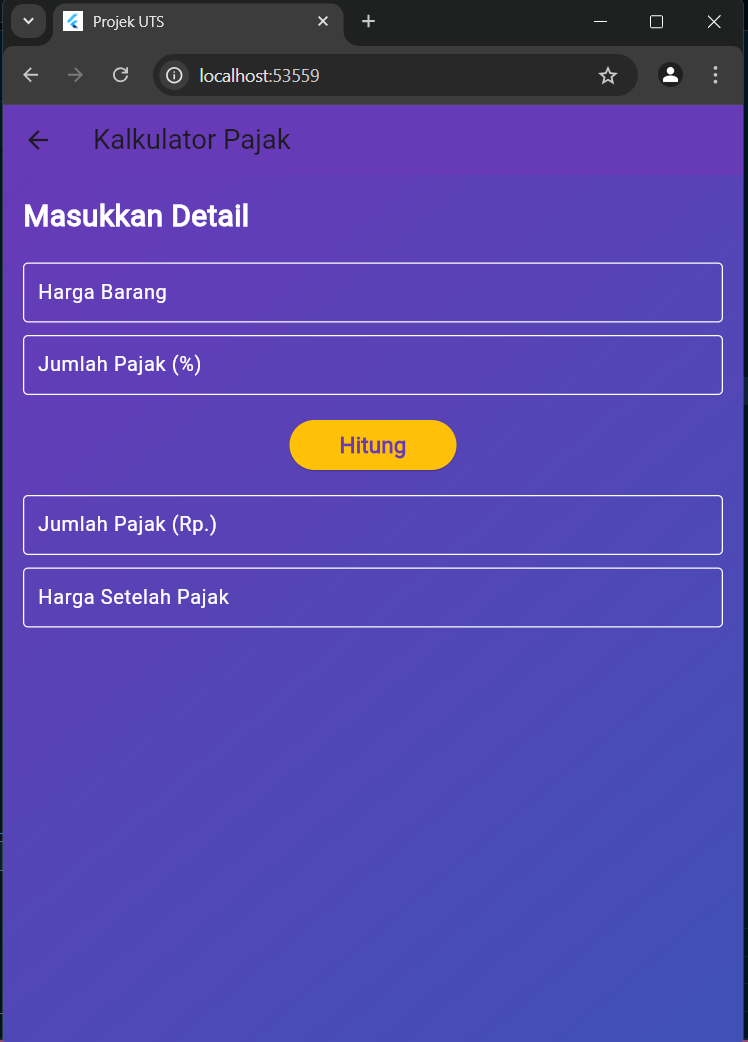 Projek UTS
localhost:53559
Kalkulator Pajak
Masukkan Detail
Harga Barang
Jumlah Pajak (%)
Hitung
Jumlah Pajak (Rp.)
Harga Setelah Pajak